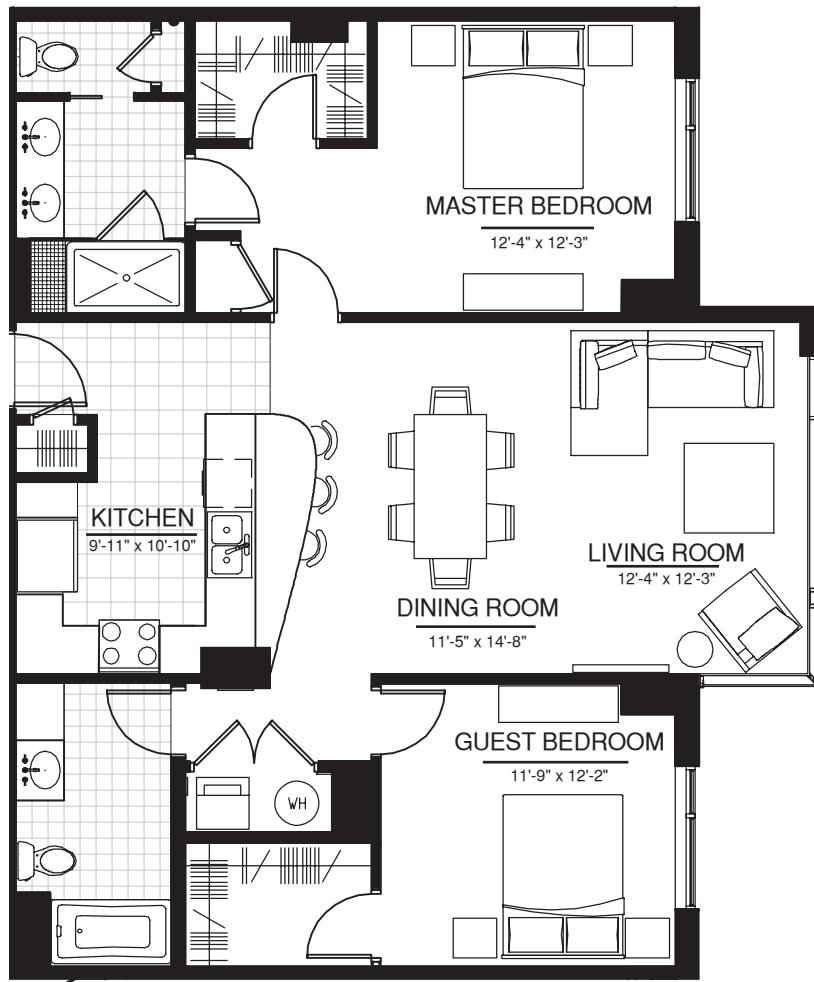 MASTER BEDROOM
12'-4" x 12'-3"
KITCHEN
9'-11" x 10'-10"
LIVING ROOM
12'-4" x 12'-3"
DINING ROOM
11'-5" x 14'-8"
GUEST BEDROOM
11'-9" x 12'-2"
WH